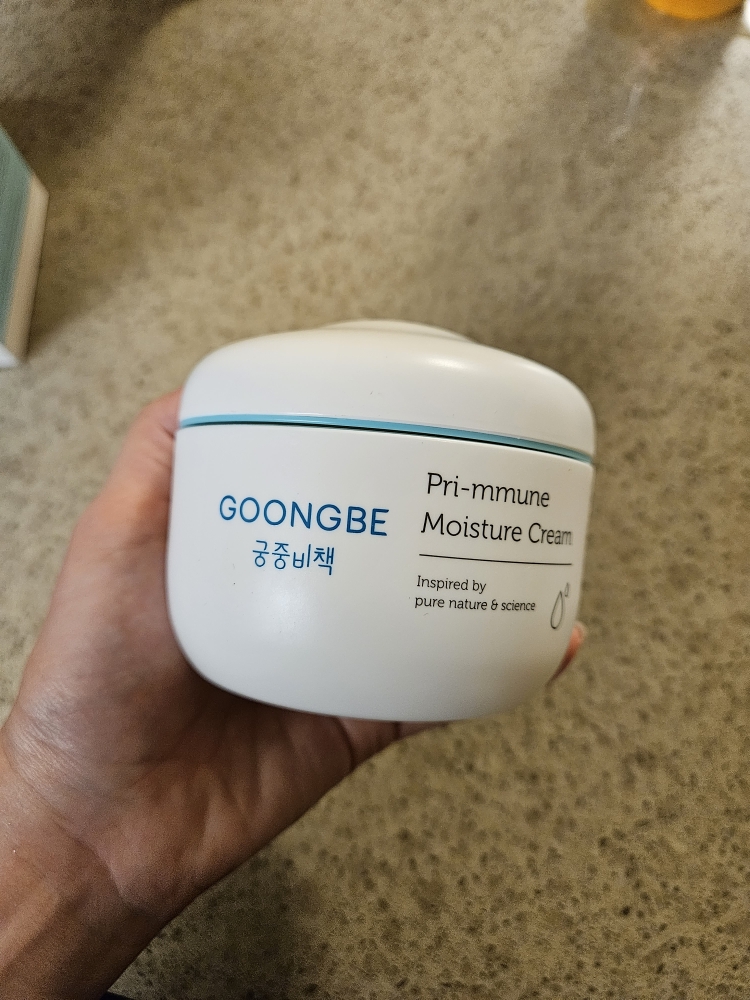 GOONGBE
궁중비책
Pri-mmune
Moisture Cream
Inspired by
pure nature & science